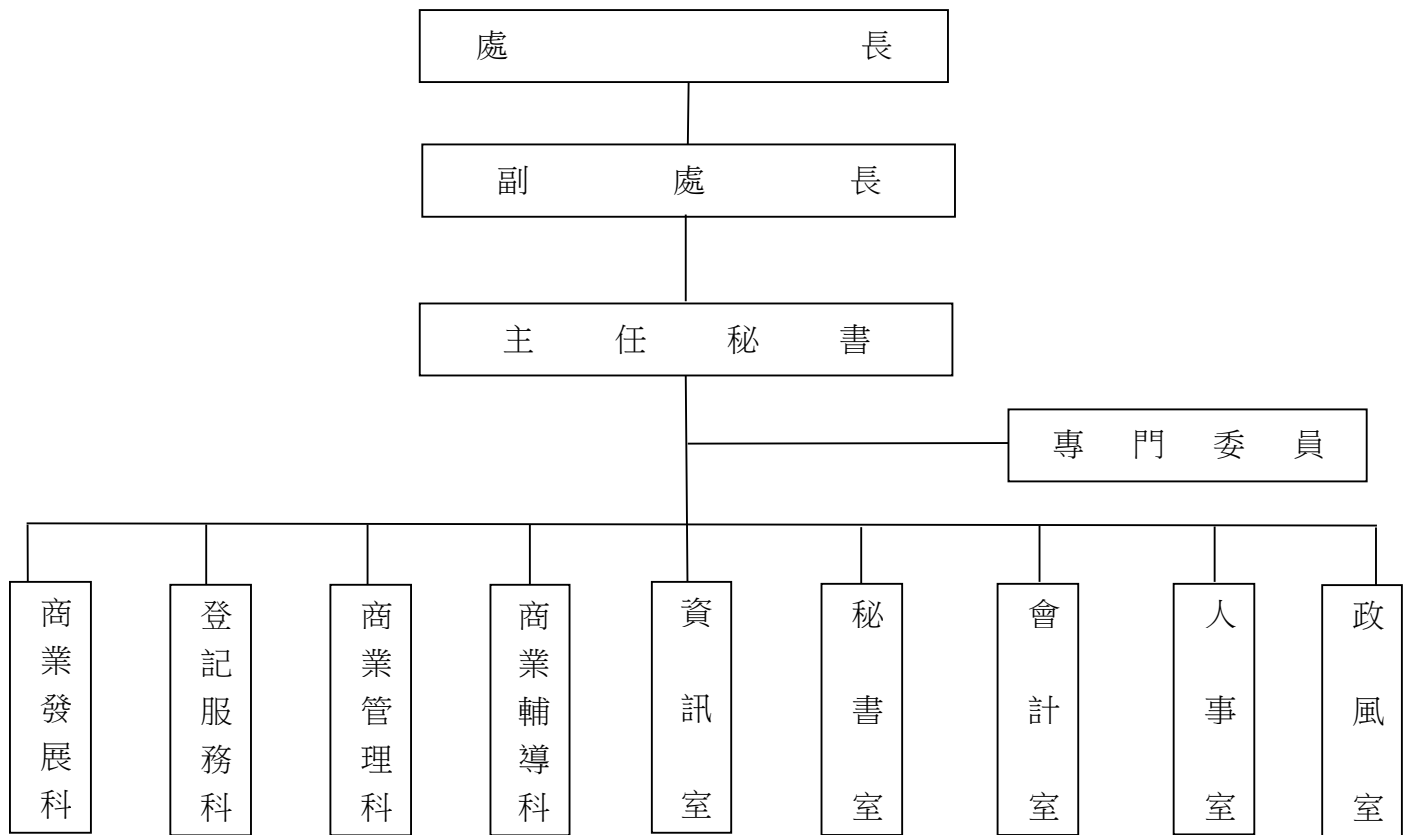 處長
副處長
主任秘書
專門委員
商業發展科
登記服務科
商業管理科
商業輔導科
資訊室
秘書室
會計室
人事室
政風室